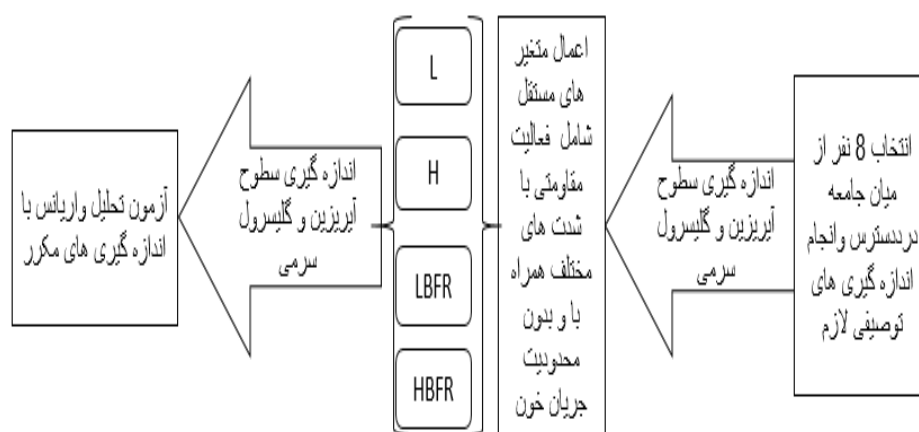 انتخاب 8 نفر از
میان جامعه
درددسترس وانجام
اندازه گیری های
توصیفی لازم
اندازه گیری سطوح
آیریزین و گلیسرول
سرمی
اعمال متغیر
های مستقل
شامل فعالیت
مقاومتی با
شدت های
مختلف همراه
با و بدون
محدودیت
جریان خون
L
H
LBFR
HBFR
اندازه گیری سطوح
آیریزین و گلیسرول
سرمی
آزمون تحلیل واریانس با
اندازه گیری های مکرر